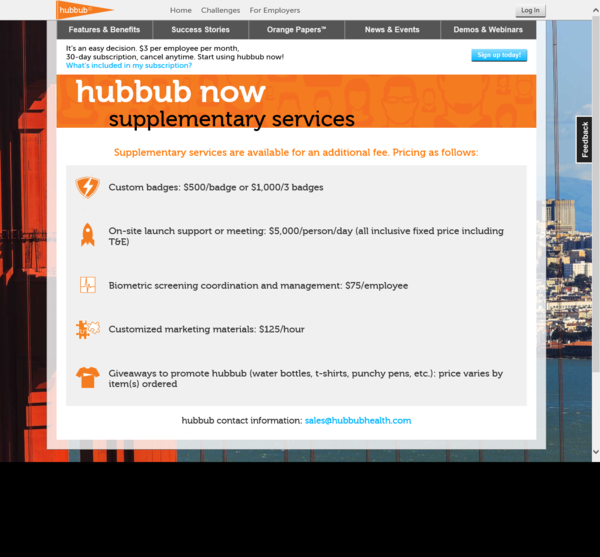 hubbub
Home Challenges For Employers
Log In
Features & Benefits Success Stories Orange Papers™ News & Events Demos & Webinars
It's an easy decision. $3 per employee per month,
30-day subscription, cancel anytime. Start using hubbub now!
What's included in my subscription?
Sign up today!
hubbub now
supplementary services
Feedback
Supplementary services are available for an additional fee. Pricing as follows:
Custom badges: $500/badge or $1,000/3 badges
On-site launch support or meeting: $5,000/person/day (all inclusive fixed price including
T&E)
Biometric screening coordination and management: $75/employee
Customized marketing materials: $125/hour
Giveaways to promote hubbub (water bottles, t-shirts, punchy pens, etc.); price varies by
item(s) ordered
hubbub contact information: sales@hubbubhealth.com